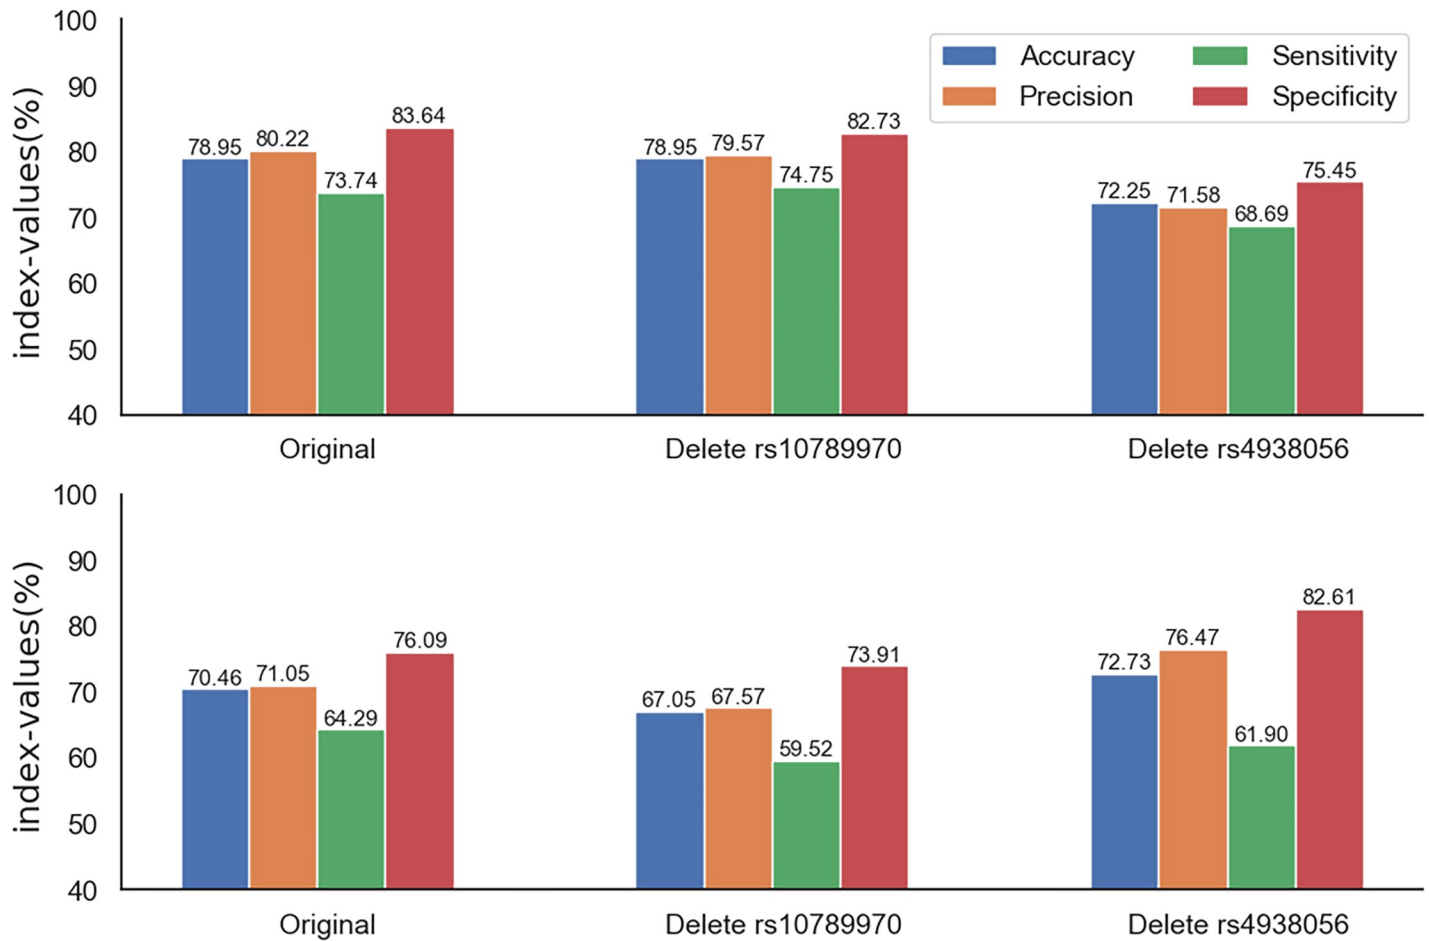 100
90
80
70
60
50
40
index-values(%)
Accuracy
Precision
Sensitivity
Specificity
78.95 80.22 73.74 83.64
78.95 79.57 74.75 82.73
72.25 71.58 68.69 75.45
Original Delete rs10789970 Delete rs4938056
100
90
80
70
60
50
40
index-values(%)
70.46 71.05 64.29 76.09
67.05 67.57 59.52 73.91
72.73 76.47 61.90 82.61
Original Delete rs10789970 Delete rs4938056